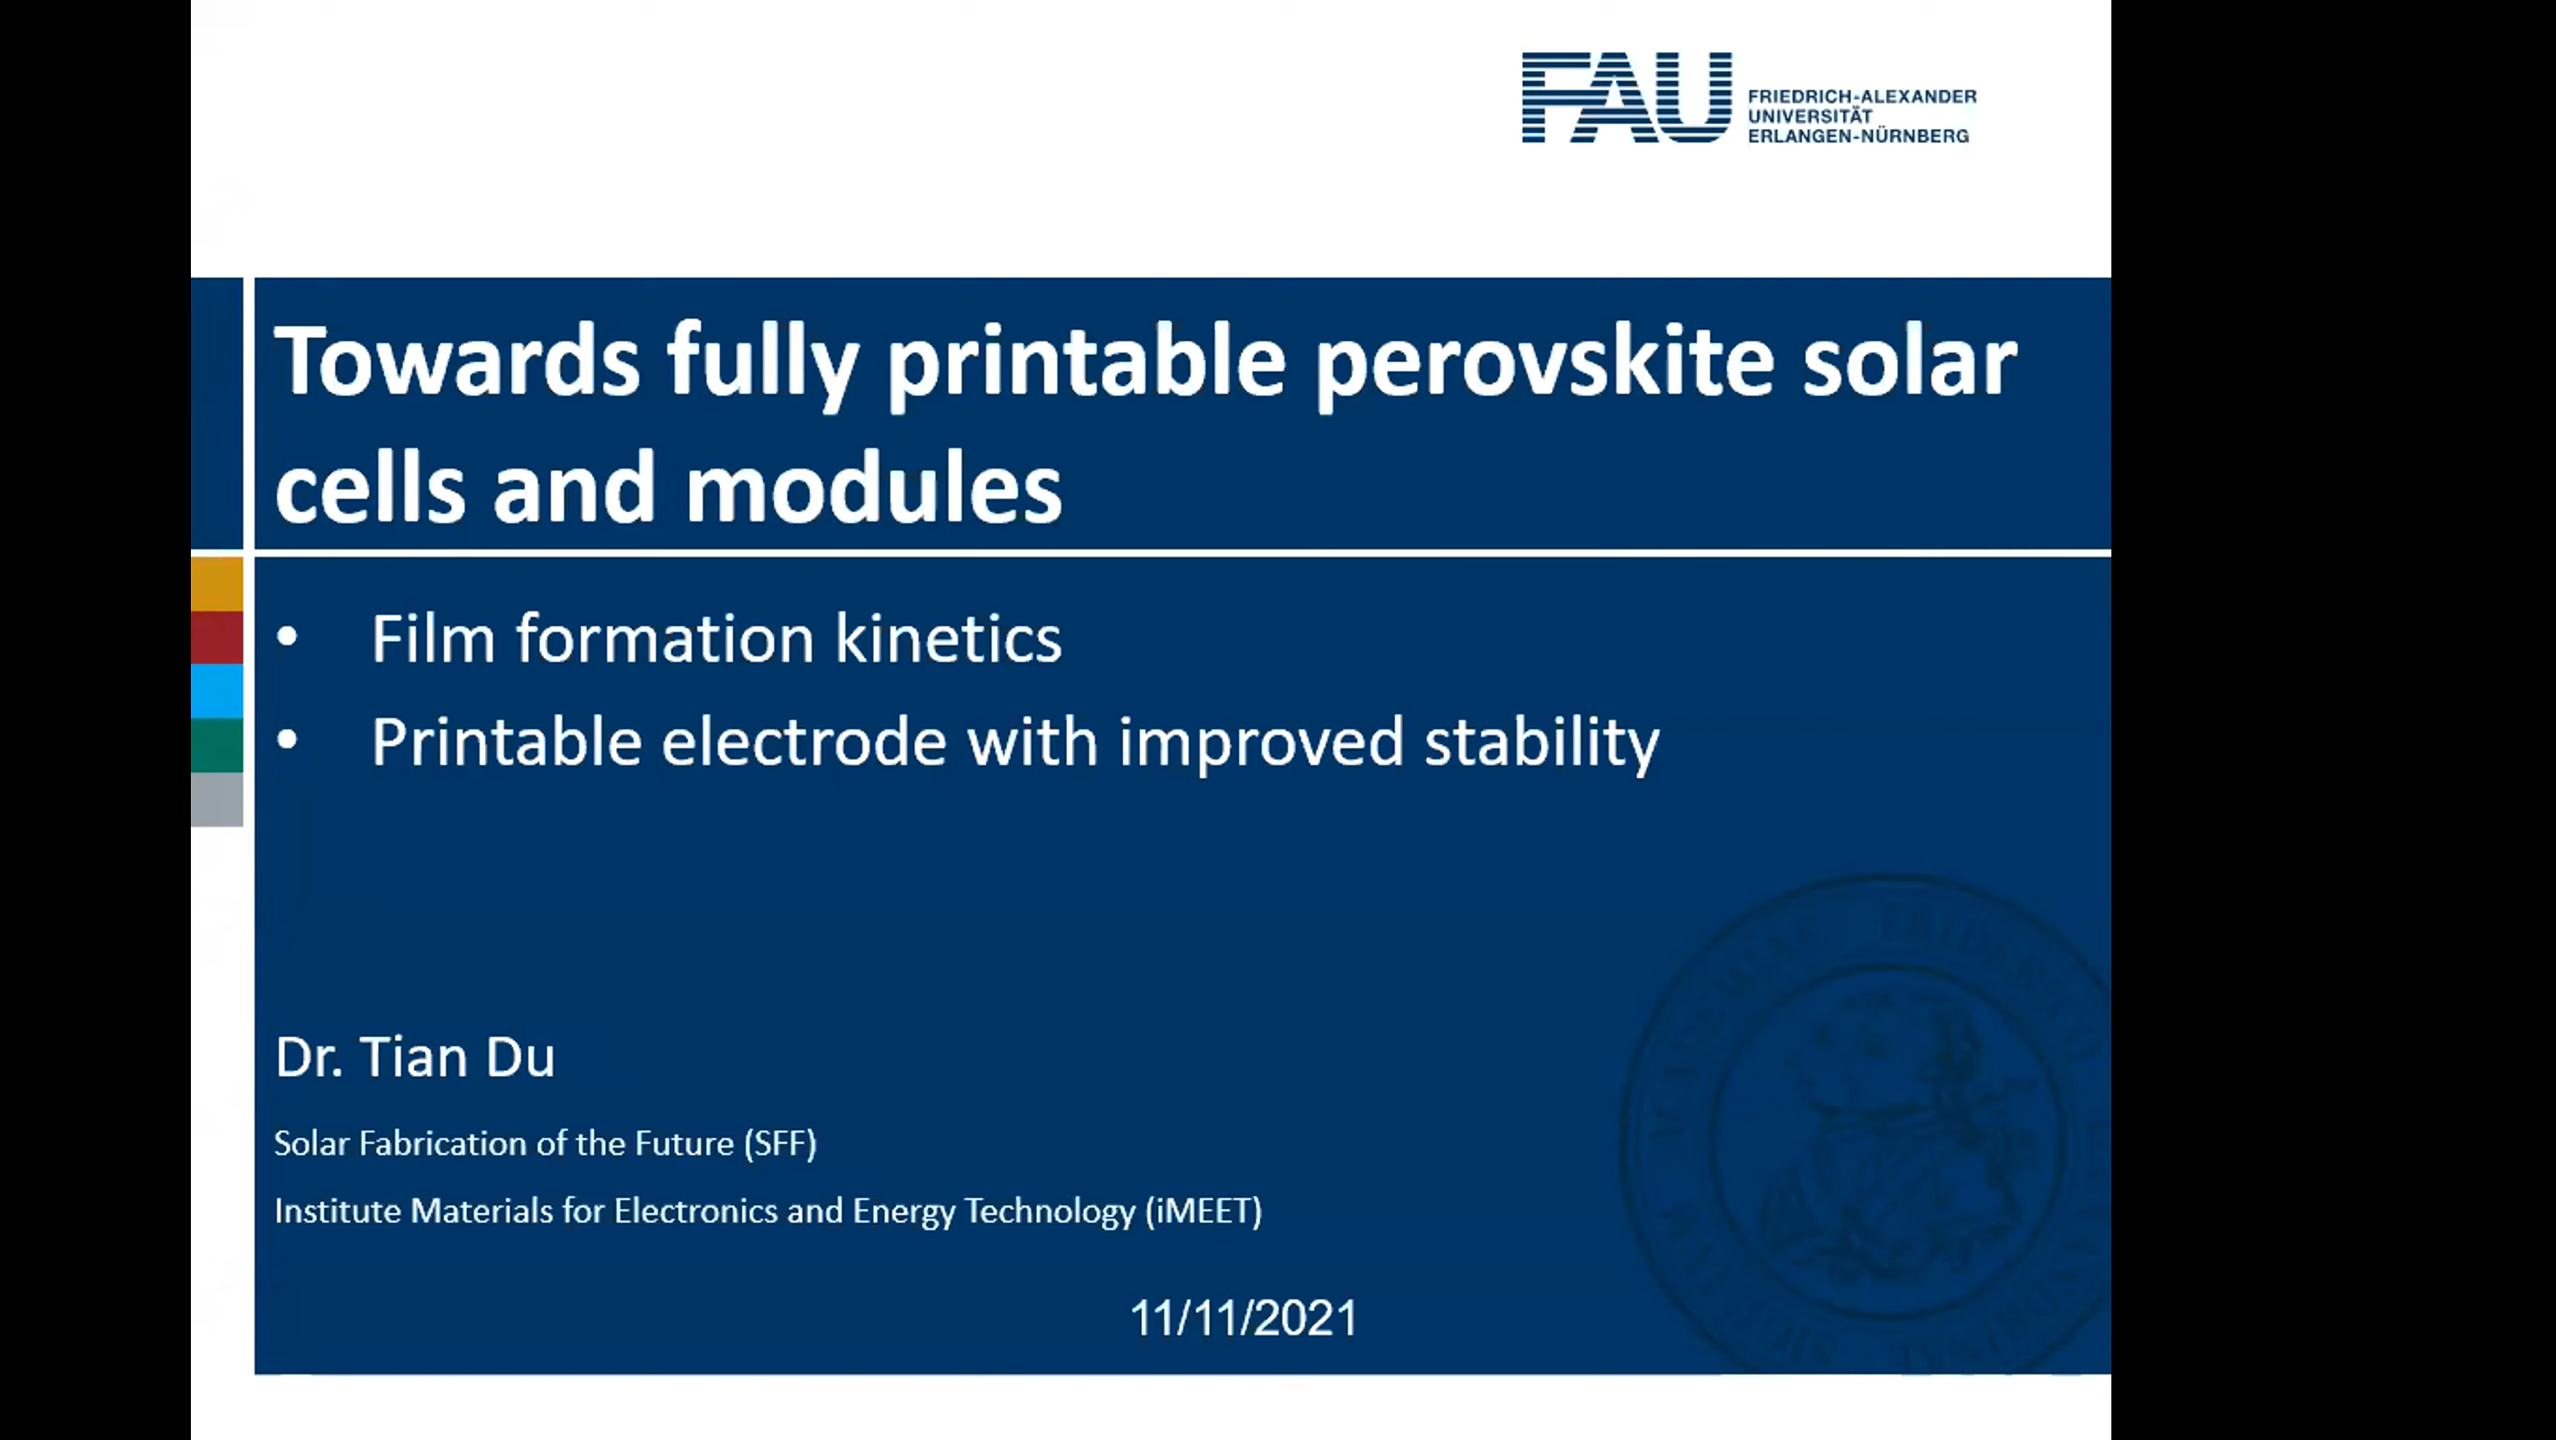 FAU
FRIEDRICH-ALEXANDER
UNIVERSITÄT
ERLANGEN-NÜRNBERG
Towards fully printable perovskite solar
cells and modules
• Film formation kinetics
• Printable electrode with improved stability
Dr. Tian Du
Solar Fabrication of the Future (SFF)
Institute Materials for Electronics and Energy Technology (iMEET)
11/11/2021